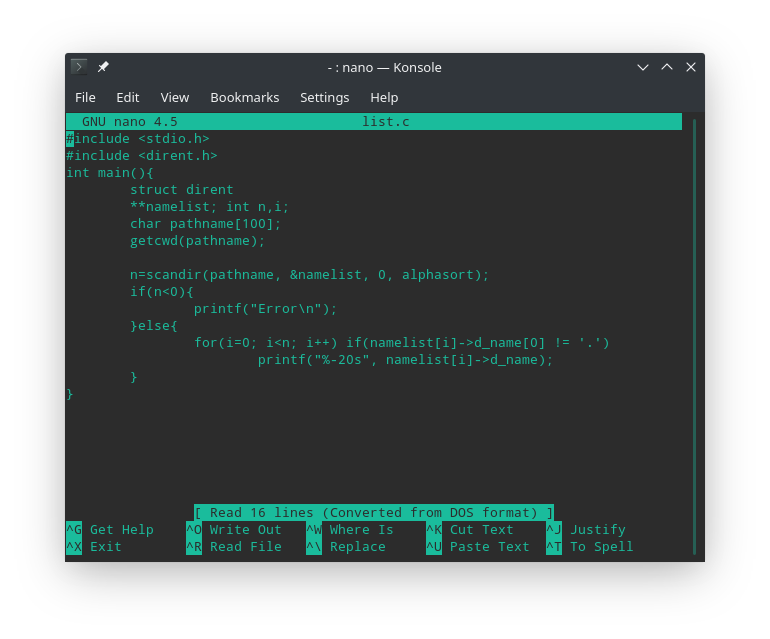 - : nano — Konsole
File Edit View Bookmarks Settings Help
GNU nano 4.5 list.c
#include <stdio.h>
#include <dirent.h>
int main(){
        struct dirent
        **namelist; int n,i;
        char pathname[100];
        getcwd(pathname);

        n=scandir(pathname, &namelist, 0, alphasort);
        if(n<0){
                printf("Error\n");
        }else{
                for(i=0; i<n; i++) if(namelist[i]->d_name[0] != '.')
                        printf("%-20s", namelist[i]->d_name);
        }
}
[ Read 16 lines (Converted from DOS format) ]
^G Get Help ^O Write Out ^W Where Is ^K Cut Text ^J Justify
^X Exit ^R Read File ^\ Replace ^U Paste Text ^T To Spell